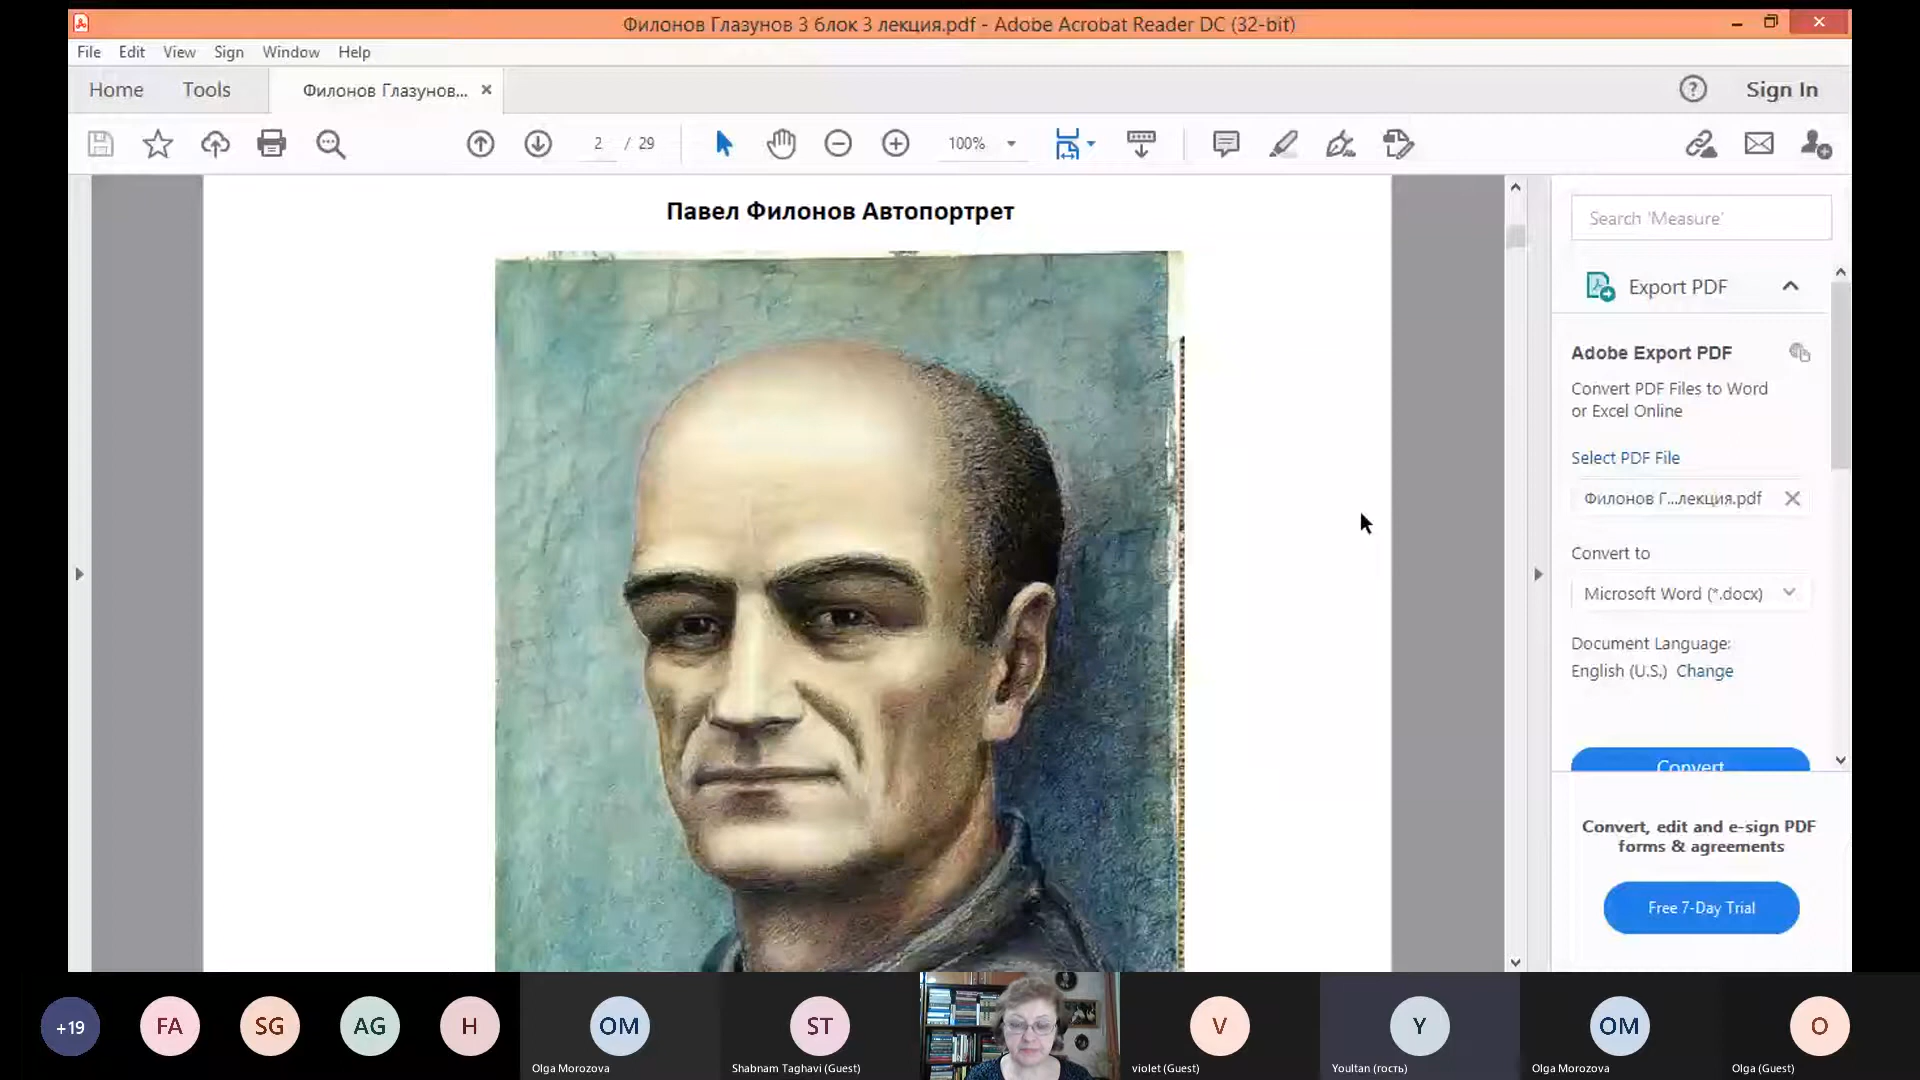 Филонов Глазунов 3 блок 3 лекция.pdf - Adobe Acrobat Reader DC (32-bit)
File Edit View Sign Window Help
Home Tools Филонов Глазунов... Sign In
2 / 29 100%
Павел Филонов Автопортрет
Search 'Measure'
Export PDF
Adobe Export PDF
Convert PDF Files to Word
or Excel Online
Select PDF File
Филонов Г...лекция.pdf
Convert to
Microsoft Word (*.docx)
Document Language:
English (U.S.) Change
Convert
Convert, edit and e-sign PDF
forms & agreements
Free 7-Day Trial
+19 FA SG AG H OM ST V Y OM O
Olga Morozova Shabnam Taghavi (Guest) violet (Guest) Youltan (гость) Olga Morozova Olga (Guest)